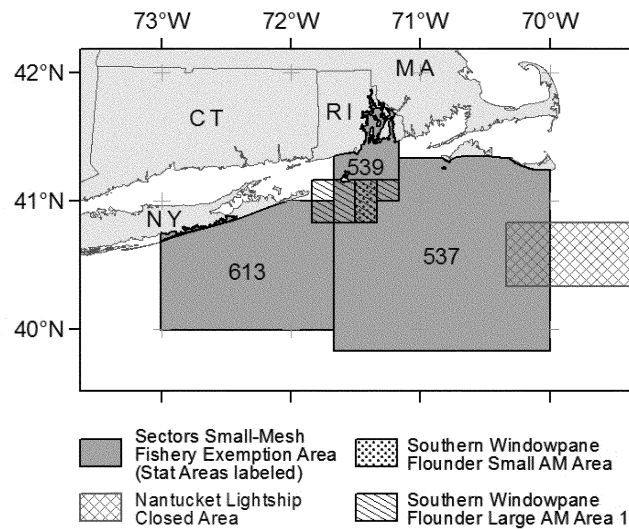 73°W 72°W 71°W 70°W
42°N
MA
CT
RI
539
41°N
NY
613
537
40°N
Sectors Small-Mesh
Fishery Exemption Area
(Stat Areas labeled)
Nantucket Lightship
Closed Area
Southern Windowpane
Flounder Small AM Area
Southern Windowpane
Flounder Large AM Area 1